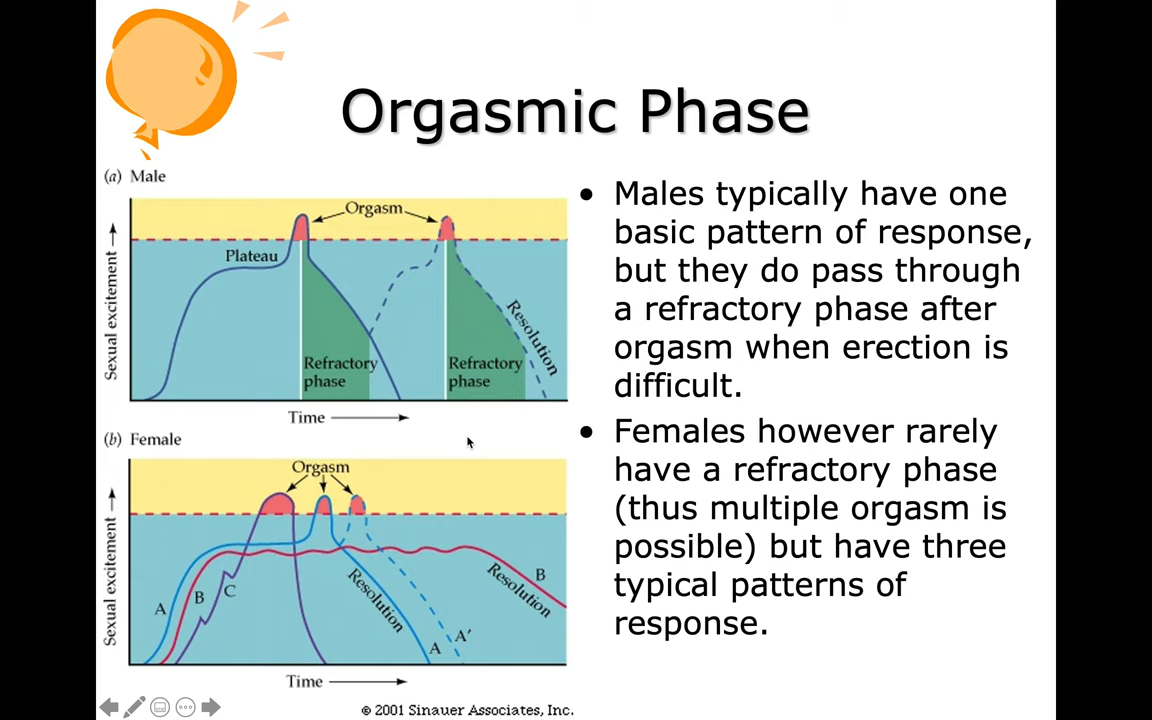 Orgasmic Phase
(a) Male
Sexual excitement
Orgasm
Plateau
Refractory
phase
Refractory
phase
Resolution
Time
(b) Female
Sexual excitement
Orgasm
A
B
C
Resolution
A
A′
Resolution
B
Time
© 2001 Sinauer Associates, Inc.
• Males typically have one
basic pattern of response,
but they do pass through
a refractory phase after
orgasm when erection is
difficult.
• Females however rarely
have a refractory phase
(thus multiple orgasm is
possible) but have three
typical patterns of
response.